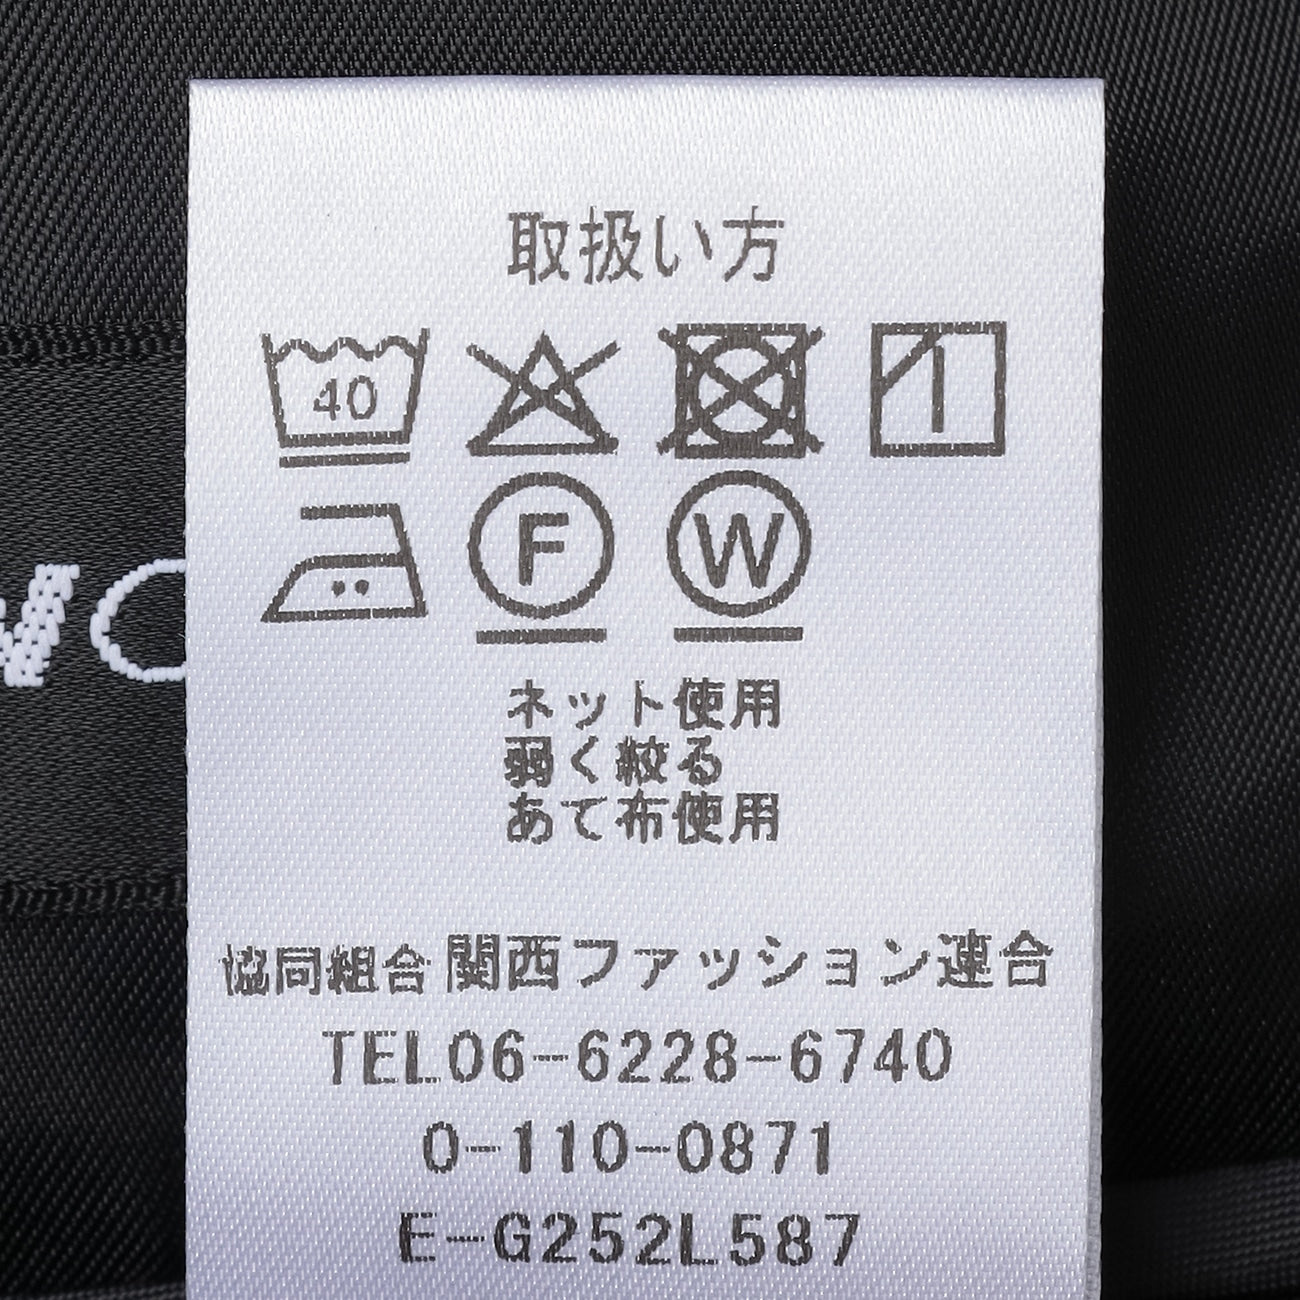 取扱い方
40
F W
ネット使用
弱く絞る
あて布使用
協同組合 関西ファッション連合
TEL06-6228-6740
0-110-0871
E-G252L587